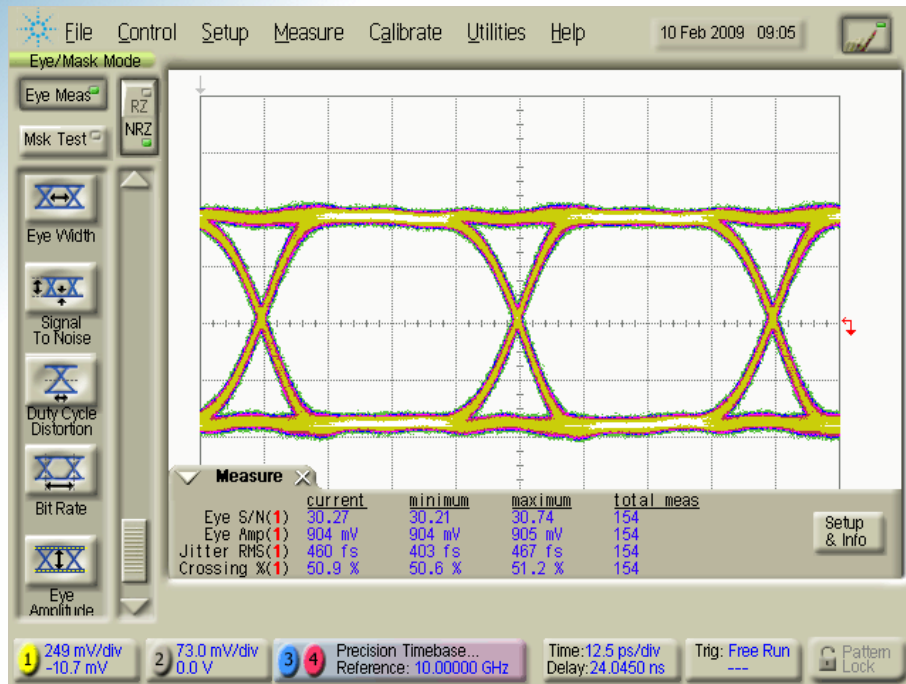 File Control Setup Measure Calibrate Utilities Help 10 Feb 2009 09:05
Eye/Mask Mode
Eye Meas
RZ
NRZ
Msk Test
Eye Width
Signal
To Noise
Duty Cycle
Distortion
Bit Rate
Eye
Amplitude
Measure
current minimum maximum total meas
Eye S/N(1) 30.27 30.21 30.74 154
Eye Amp(1) 904 mV 904 mV 905 mV 154
Jitter RMS(1) 460 fs 403 fs 467 fs 154
Crossing %(1) 50.9 % 50.6 % 51.2 % 154
Setup
& Info
1 249 mV/div
-10.7 mV
2 73.0 mV/div
0.0 V
3 4 Precision Timebase...
Reference: 10.00000 GHz
Time:12.5 ps/div
Delay:24.0450 ns
Trig: Free Run
---
Pattern
Lock